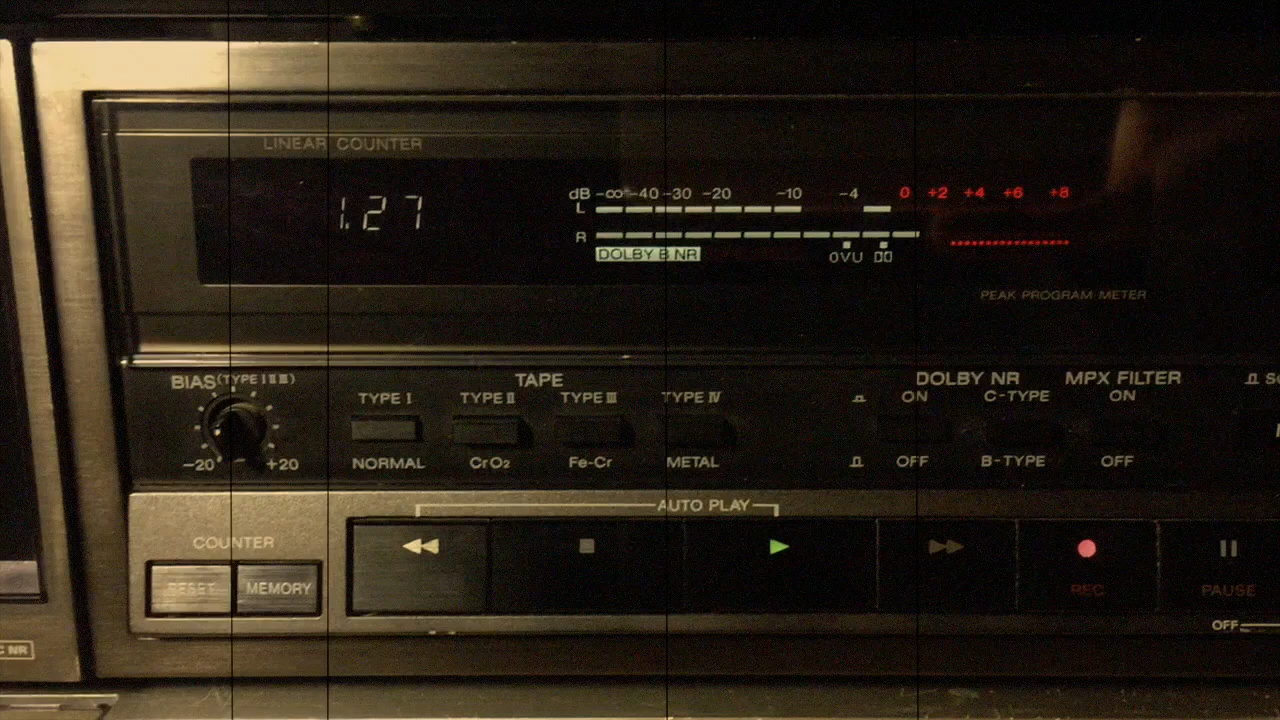 LINEAR COUNTER
1.27
dB -∞ -40 -30 -20 -10 -4 0 +2 +4 +6 +8
L
R
DOLBY B NR
0VU
PEAK PROGRAM METER
BIAS (TYPE I II III)
-20 +20
TAPE
TYPE I TYPE II TYPE III TYPE IV
NORMAL CrO2 Fe-Cr METAL
DOLBY NR MPX FILTER
ON C-TYPE ON
OFF B-TYPE OFF
AUTO PLAY
COUNTER
RESET MEMORY
REC PAUSE
OFF
C NR